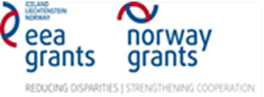 ICELAND
LIECHTENSTEIN
NORWAY
eea
grants
norway
grants
REDUCING DISPARITIES | STRENGTHENING COOPERATION